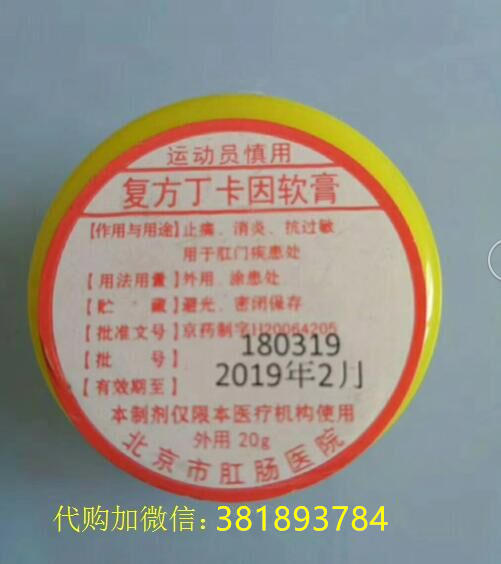 运动员慎用
复方丁卡因软膏
【作用与用途】止痛、消炎、抗过敏
用于肛门疾患处
【用法用量】外用、涂患处
【贮 藏】避光、密闭保存
【批准文号】京药制字H20064205
【批 号】180319
【有效期至】2019年2月
本制剂仅限本医疗机构使用
外用 20g
北京市肛肠医院
代购加微信：381893784